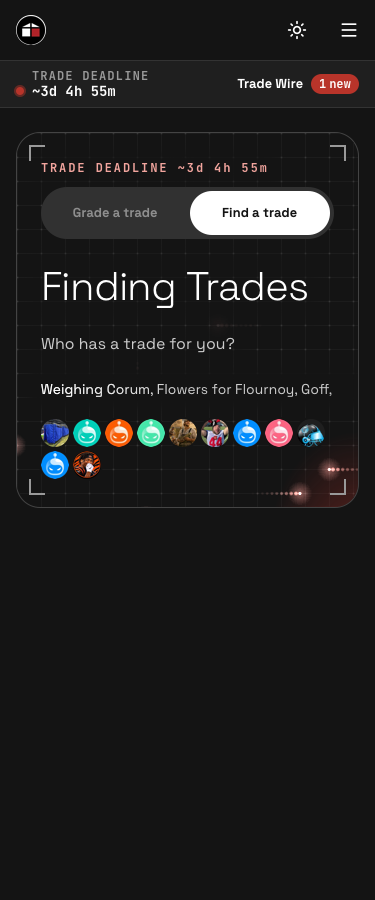 TRADE DEADLINE
~3d 4h 55m
Trade Wire
1 new
TRADE DEADLINE ~3d 4h 55m
Grade a trade
Find a trade
Finding Trades
Who has a trade for you?
Weighing Corum, Flowers for Flournoy, Goff,